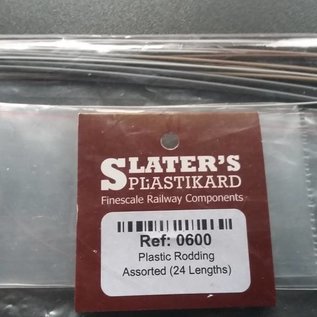 SLATER'S
PLASTIKARD
Finescale Railway Components
Ref: 0600
Plastic Rodding
Assorted (24 Lengths)